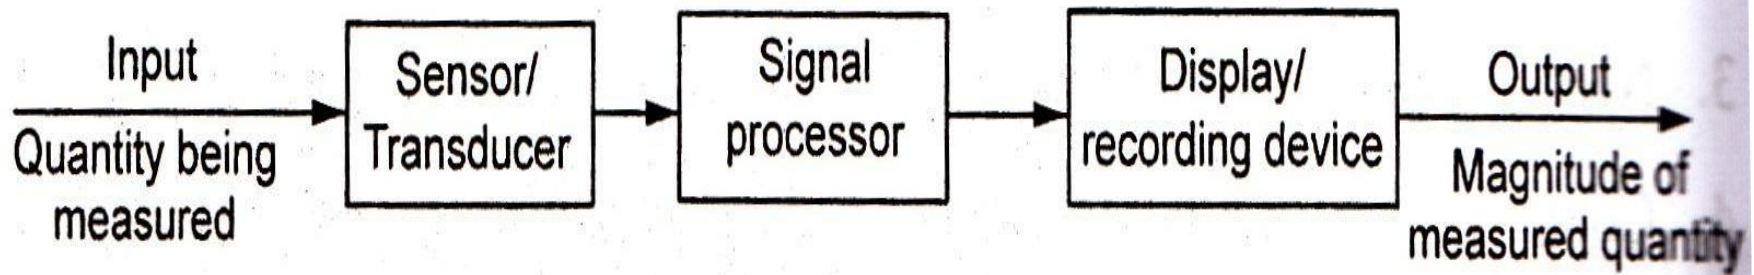 Input
Quantity being
measured
Sensor/
Transducer
Signal
processor
Display/
recording device
Output
Magnitude of
measured quantity